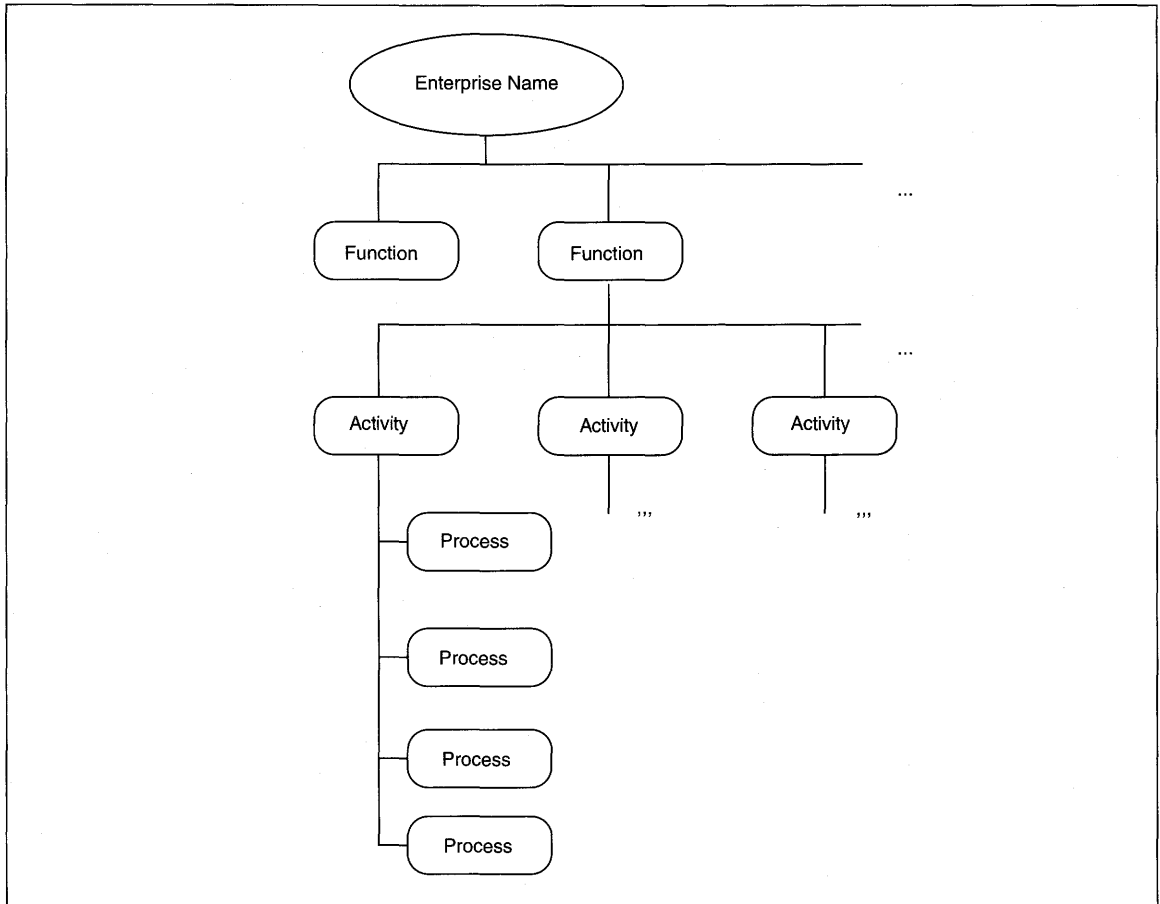 Enterprise Name
...
Function
Function
...
Activity
Activity
Activity
,,,
,,,
Process
Process
Process
Process